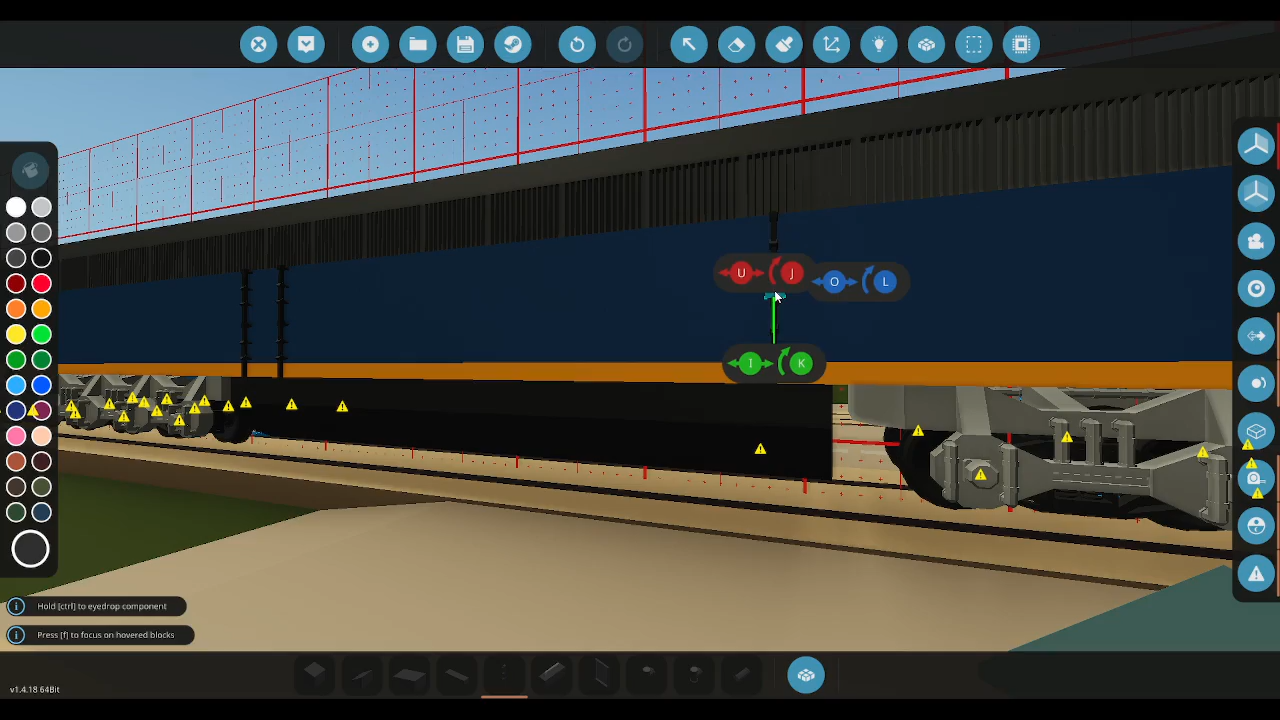 U J O L
I K
Hold [ctrl] to eyedrop component
Press [f] to focus on hovered blocks
v1.4.18 64Bit